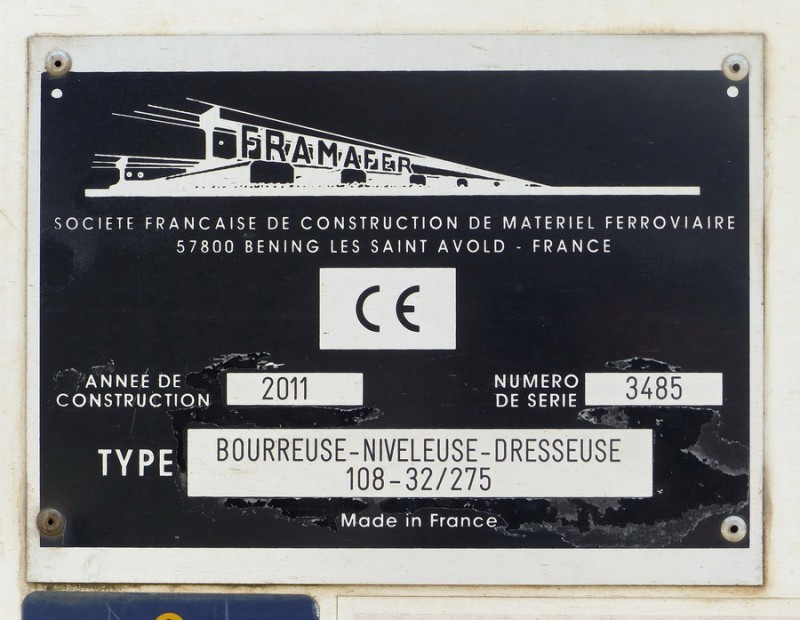 FRAMAFER
SOCIETE FRANCAISE DE CONSTRUCTION DE MATERIEL FERROVIAIRE
57800 BENING LES SAINT AVOLD - FRANCE
CE
ANNEE DE CONSTRUCTION 2011
NUMERO DE SERIE 3485
TYPE BOURREUSE-NIVELEUSE-DRESSEUSE
108-32/275
Made in France